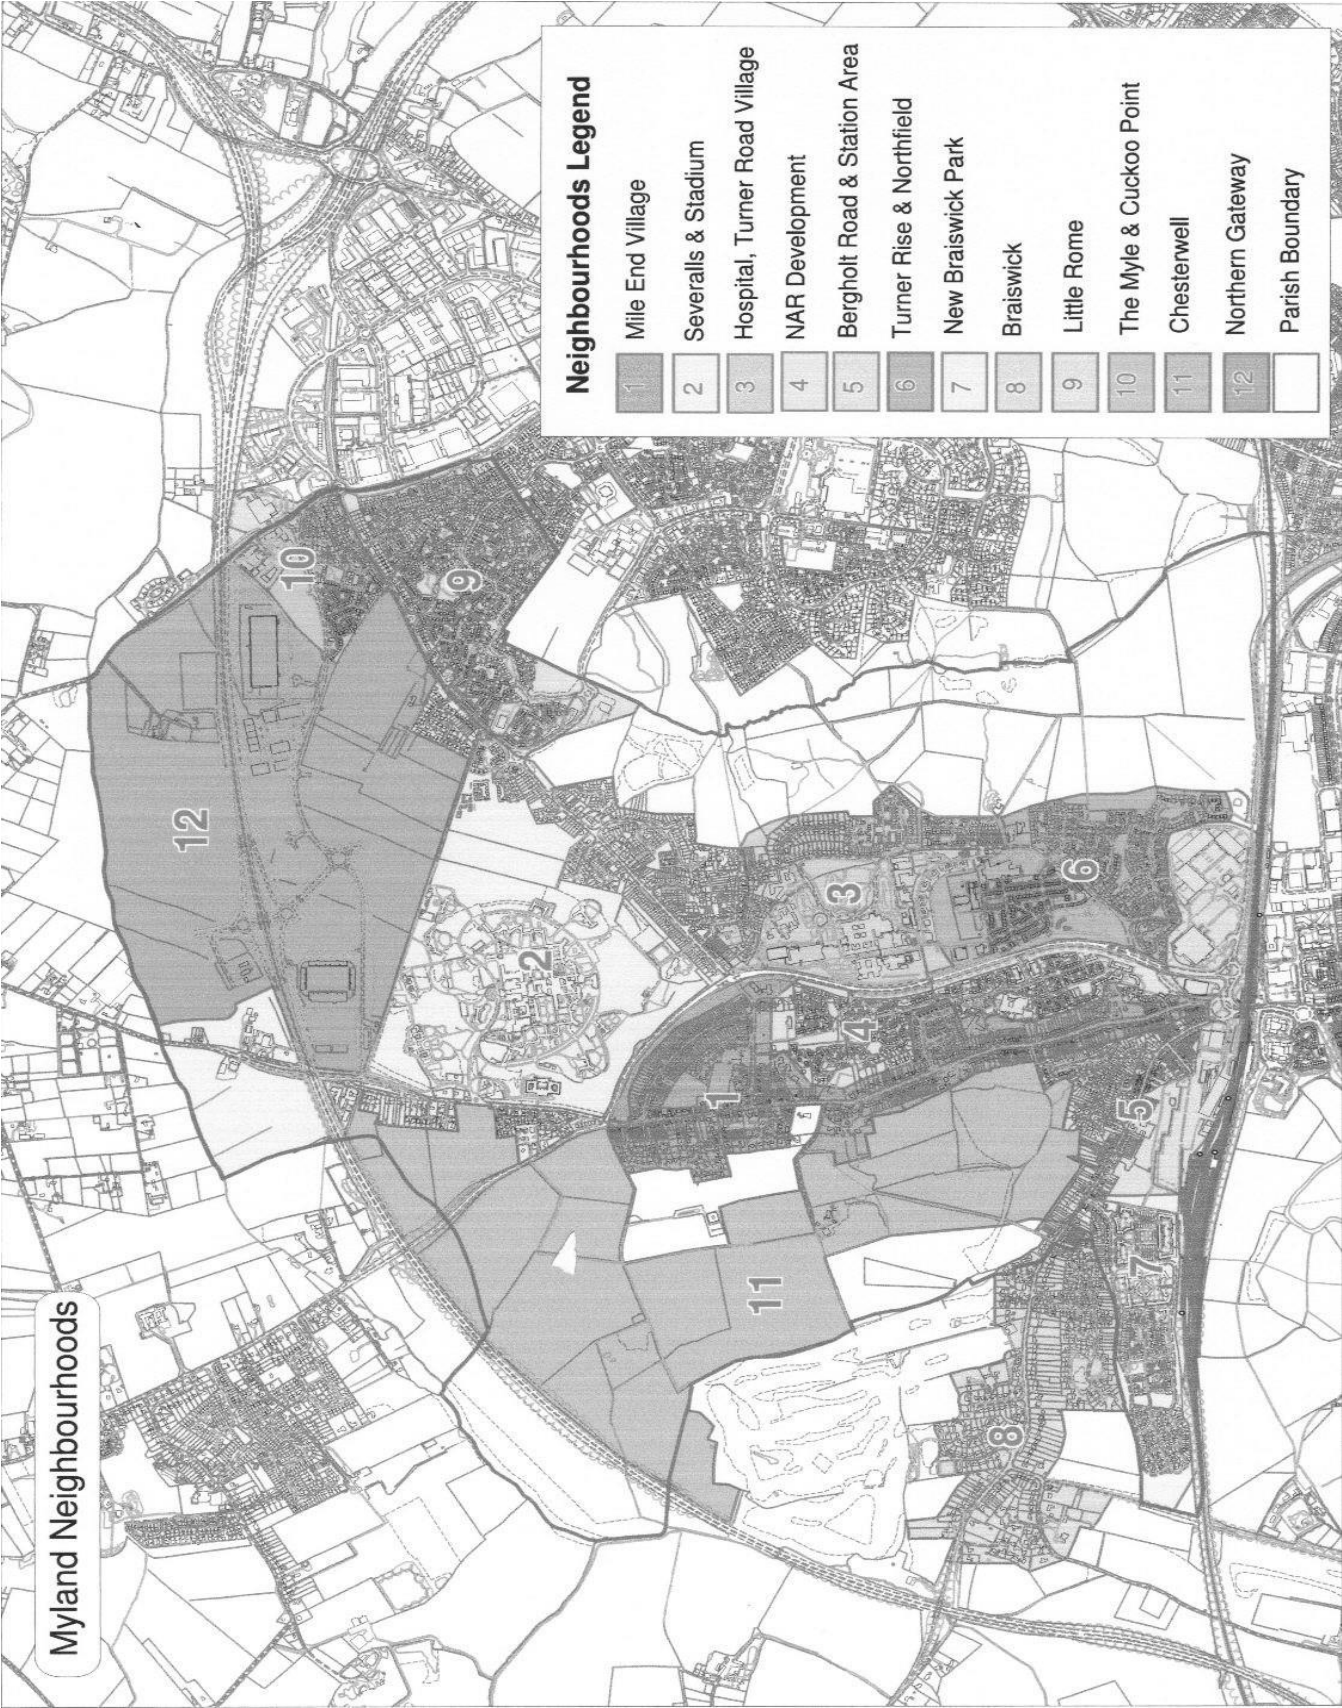 Myland Neighbourhoods
Neighbourhoods Legend
1 Mile End Village
2 Severalls & Stadium
3 Hospital, Turner Road Village
4 NAR Development
5 Bergholt Road & Station Area
6 Turner Rise & Northfield
7 New Braiswick Park
8 Braiswick
9 Little Rome
10 The Myle & Cuckoo Point
11 Chesterwell
12 Northern Gateway
Parish Boundary
12
10
9
2
3
6
1
4
5
11
7
8